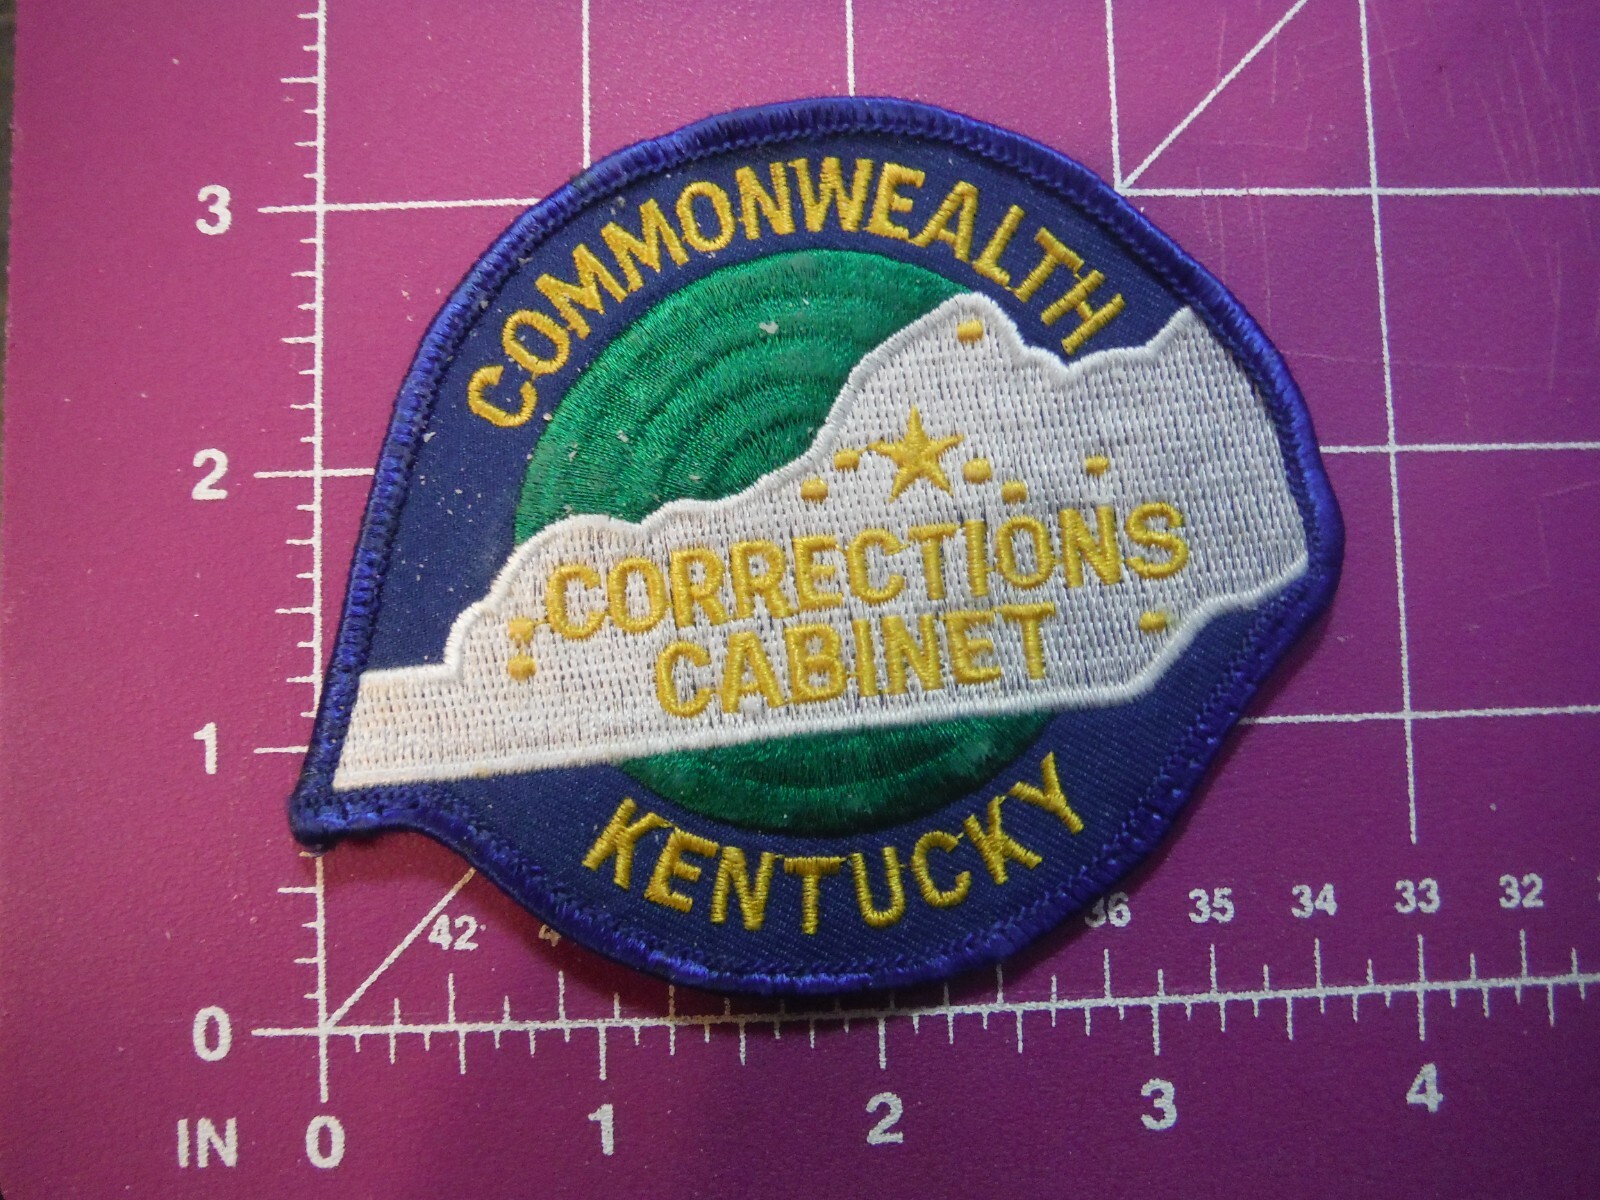 COMMONWEALTH
CORRECTIONS
CABINET
KENTUCKY
3
2
1
0
42 4 36 35 34 33 32
IN 0 1 2 3 4